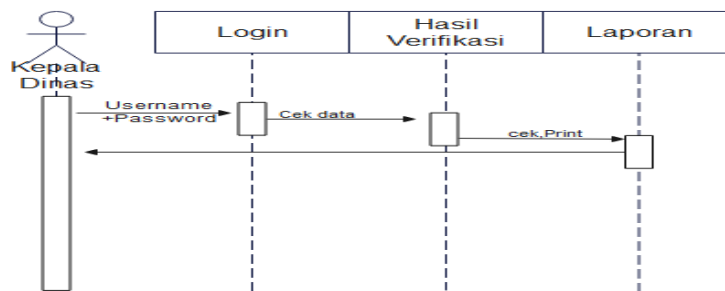 Login
Hasil
Verifikasi
Laporan
Kepala
Dinas
Username
+Password
Cek data
cek,Print